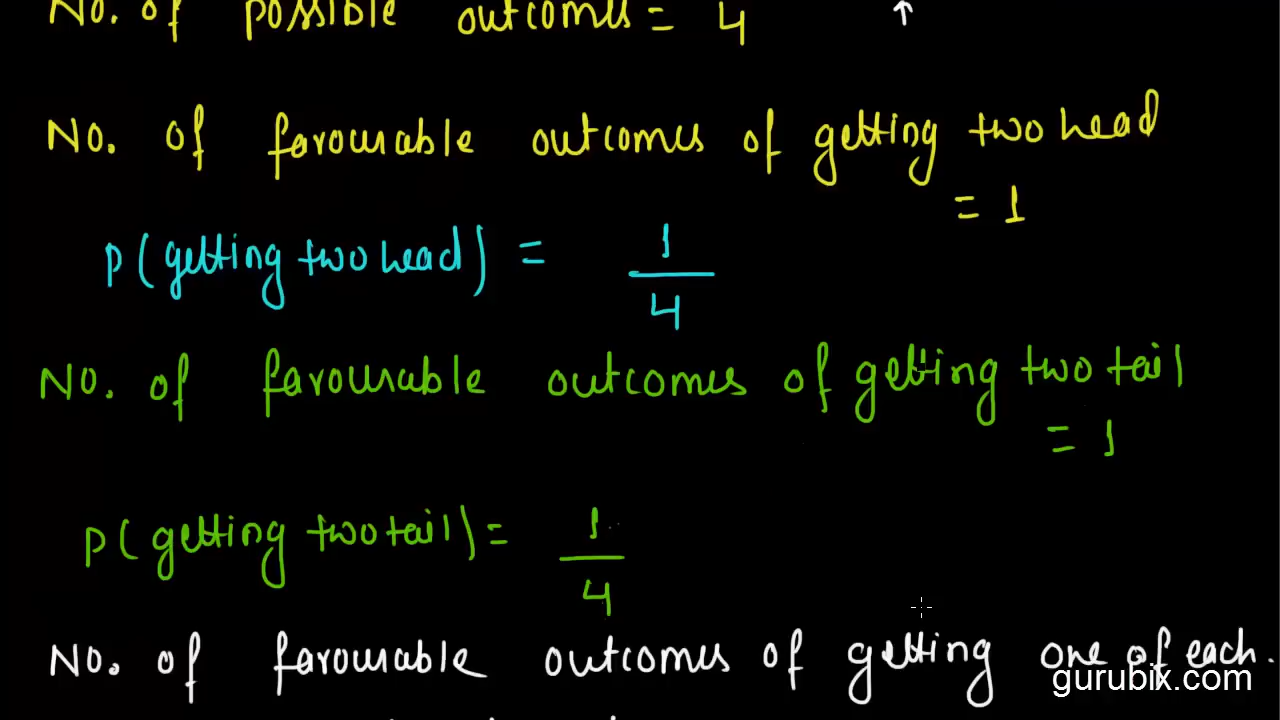 No. of possible outcomes = 4
No. of favourable outcomes of getting two head
= 1
P(getting two head) = 1/4
No. of favourable outcomes of getting two tail
= 1
P(getting two tail) = 1/4
No. of favourable outcomes of getting one of each.
gurubix.com